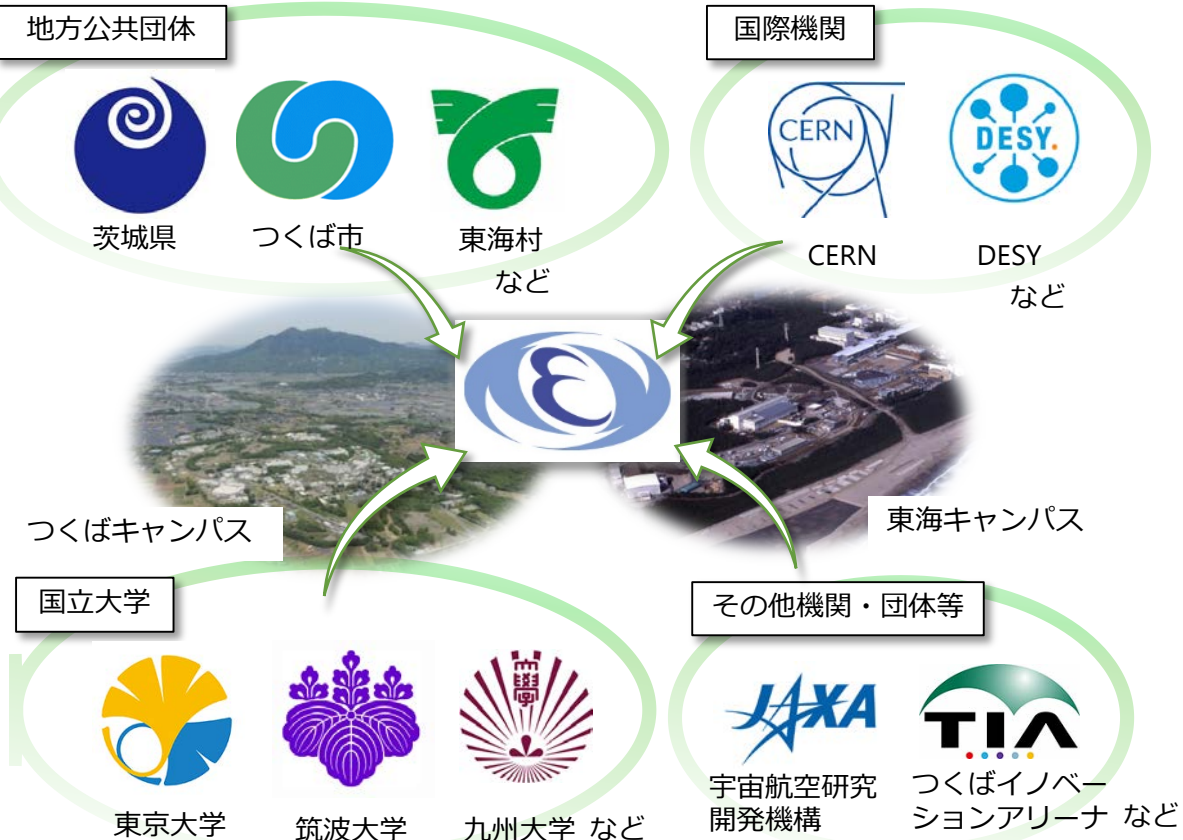 地方公共団体
茨城県
つくば市
東海村
など
国際機関
CERN
DESY.
CERN
DESY
など
つくばキャンパス
東海キャンパス
国立大学
大學
東京大学
筑波大学
九州大学 など
その他機関・団体等
JAXA
宇宙航空研究
開発機構
TIA
つくばイノベー
ションアリーナ など